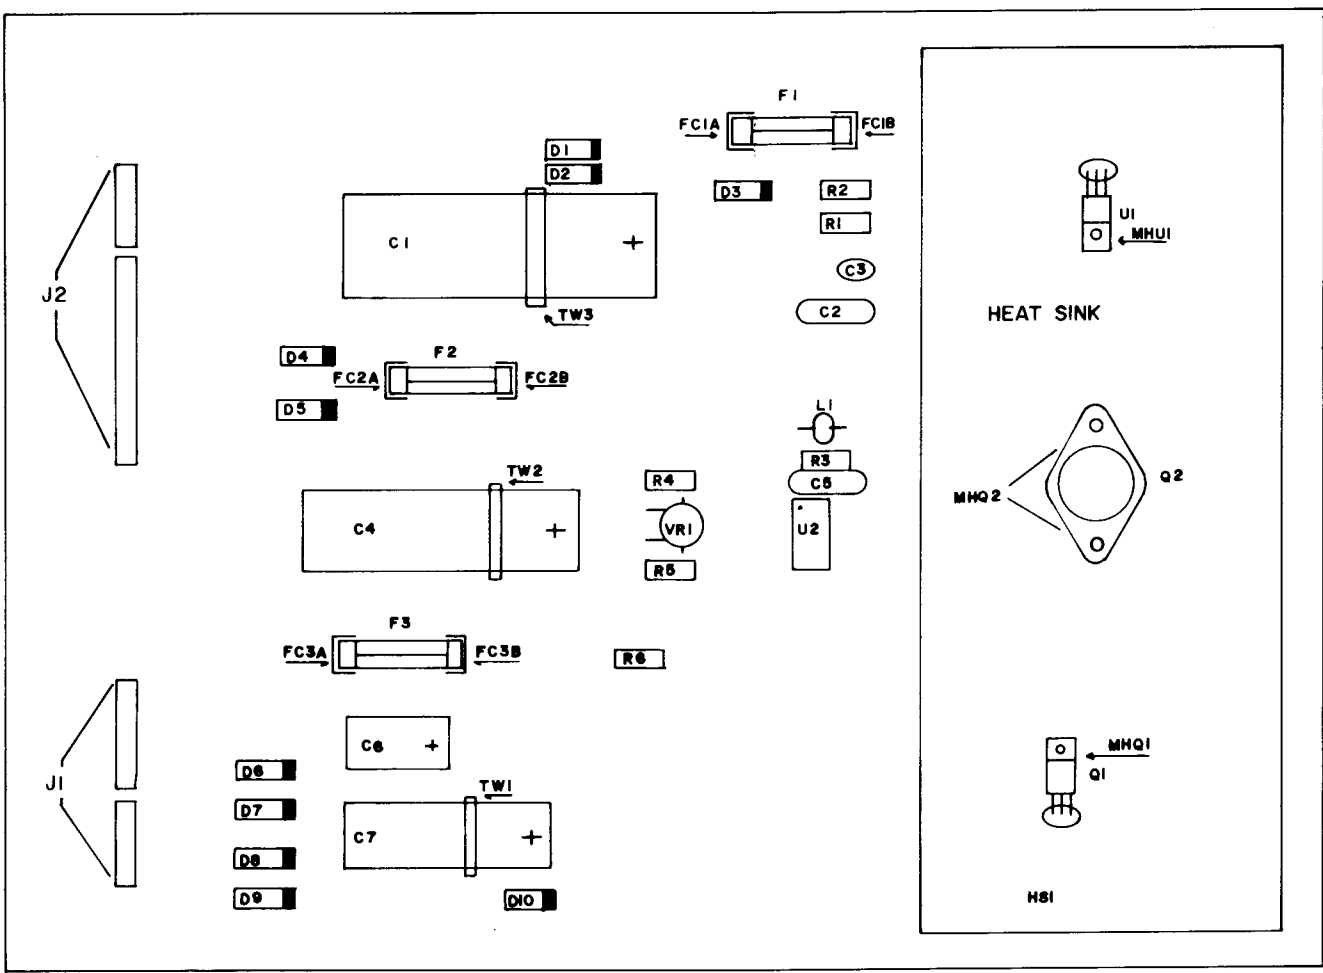 F1
FC1A
FC1B
D1
D2
D3
R2
R1
U1
MHU1
C1
+
C3
C2
J2
TW3
HEAT SINK
D4
F2
FC2A
FC2B
D5
L1
R3
C5
TW2
R4
MHQ2
Q2
C4
+
VR1
U2
R5
F3
FC3A
FC3B
R6
C6
+
MHQ1
Q1
D6
J1
TW1
D7
C7
+
D8
D9
D10
HS1